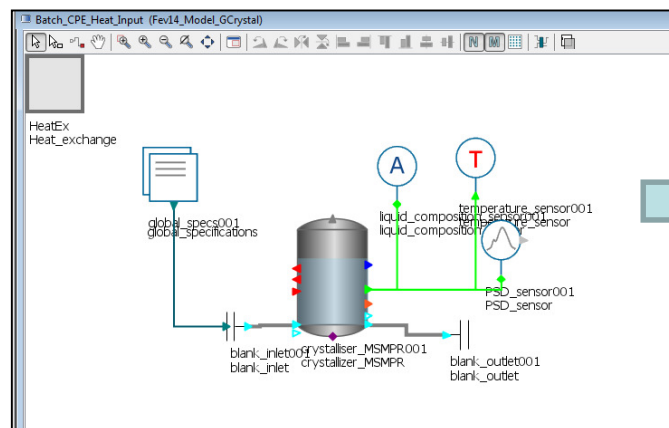 Batch_CPE_Heat_Input (Fev14_Model_GCrystal)
N M
HeatEx
Heat_exchange
A
T
global_specs001
global_specifications
liquid_composition_sensor001
liquid_composition_sensor
temperature_sensor001
temperature_sensor
PSD_sensor001
PSD_sensor
blank_inlet001
blank_inlet
crystalliser_MSMPR001
crystallizer_MSMPR
blank_outlet001
blank_outlet